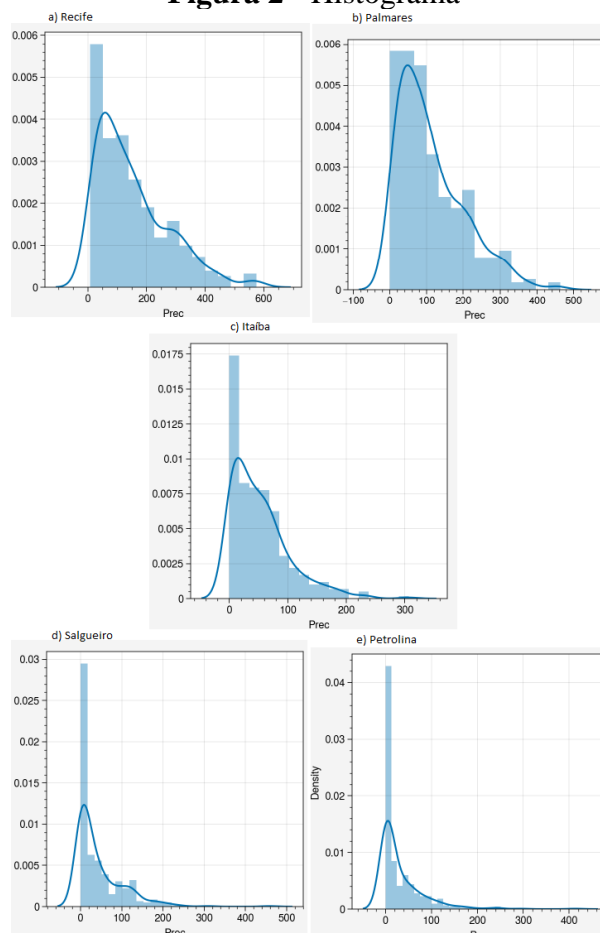 Figura 2 - Histograma
a) Recife
0.006
0.005
0.004
0.003
0.002
0.001
0
0 200 400 600
Prec
b) Palmares
0.006
0.005
0.004
0.003
0.002
0.001
0
−100 0 100 200 300 400 500
Prec
c) Itaíba
0.0175
0.015
0.0125
0.01
0.0075
0.005
0.0025
0
0 100 200 300
Prec
d) Salgueiro
0.03
0.025
0.02
0.015
0.01
0.005
0
0 100 200 300 400 500
Prec
e) Petrolina
Density
0.04
0.03
0.02
0.01
0
0 100 200 300 400